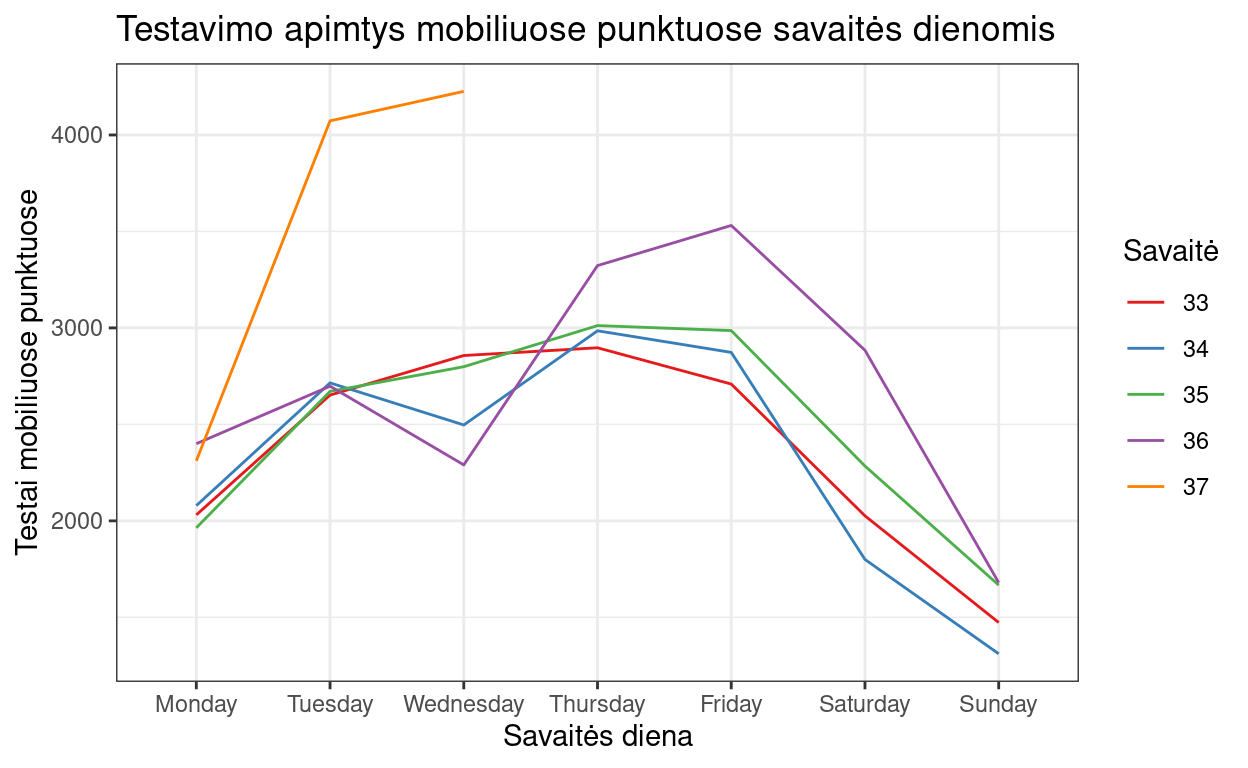 Testavimo apimtys mobiliuose punktuose savaitės dienomis
Testai mobiliuose punktuose
4000
3000
2000
Monday
Tuesday
Wednesday
Thursday
Friday
Saturday
Sunday
Savaitės diena
Savaitė
33
34
35
36
37